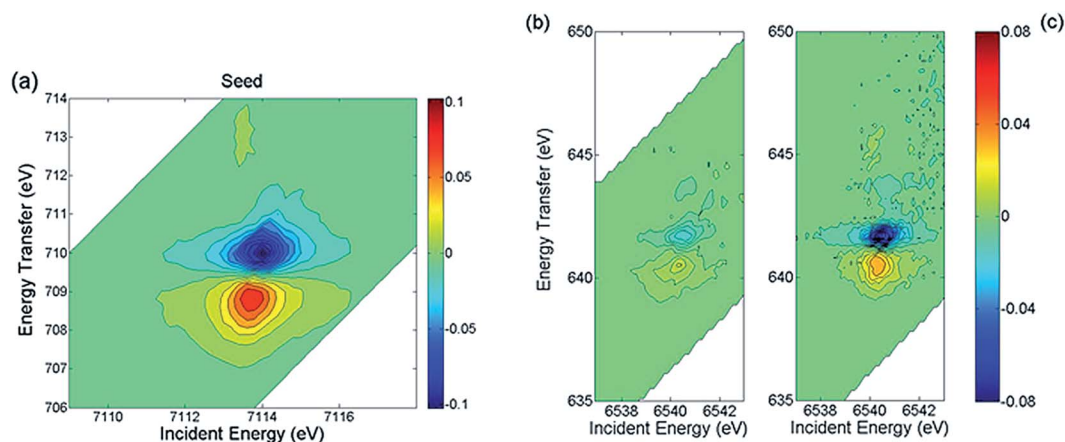 (a)
Seed
714
713
712
711
710
709
708
707
706
Energy Transfer (eV)
7110 7112 7114 7116
Incident Energy (eV)
0.1
0.05
0
-0.05
-0.1
(b)
650
645
640
635
Energy Transfer (eV)
6538 6540 6542
Incident Energy (eV)
(c)
650
645
640
635
Energy Transfer (eV)
6538 6540 6542
Incident Energy (eV)
0.08
0.04
0
-0.04
-0.08